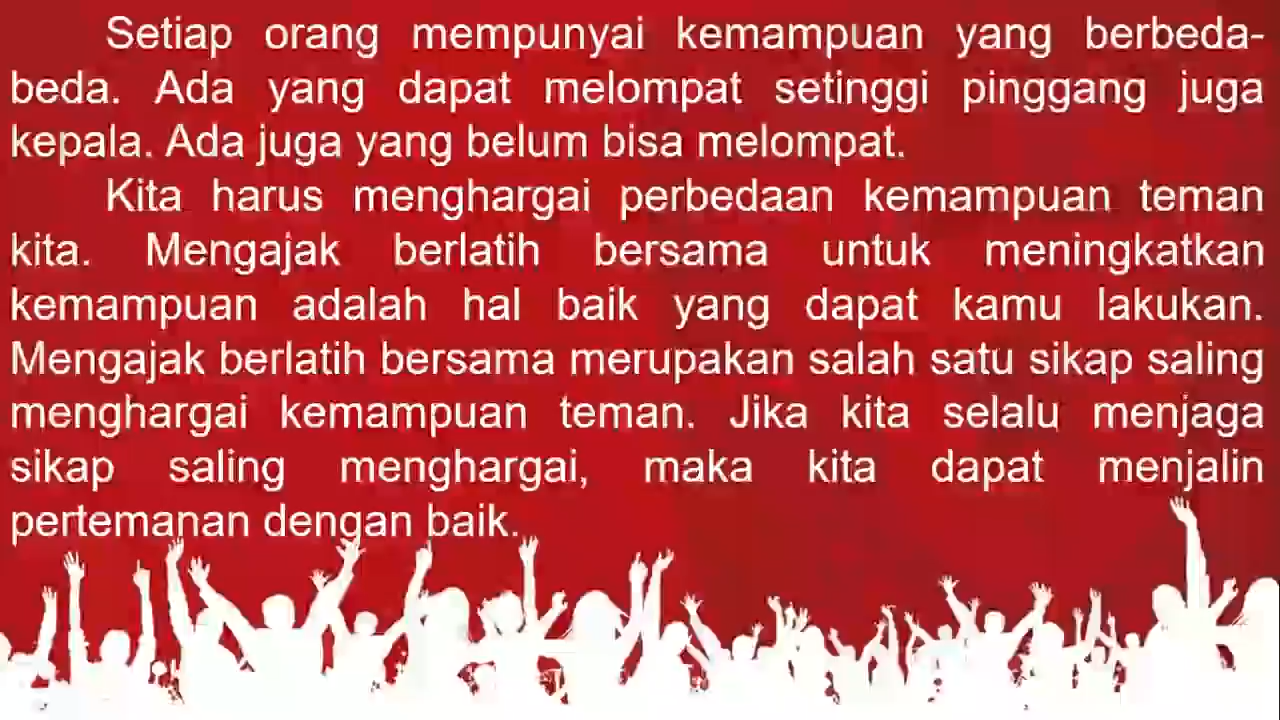 Setiap orang mempunyai kemampuan yang berbeda-
beda. Ada yang dapat melompat setinggi pinggang juga
kepala. Ada juga yang belum bisa melompat.
Kita harus menghargai perbedaan kemampuan teman
kita. Mengajak berlatih bersama untuk meningkatkan
kemampuan adalah hal baik yang dapat kamu lakukan.
Mengajak berlatih bersama merupakan salah satu sikap saling
menghargai kemampuan teman. Jika kita selalu menjaga
sikap saling menghargai, maka kita dapat menjalin
pertemanan dengan baik.